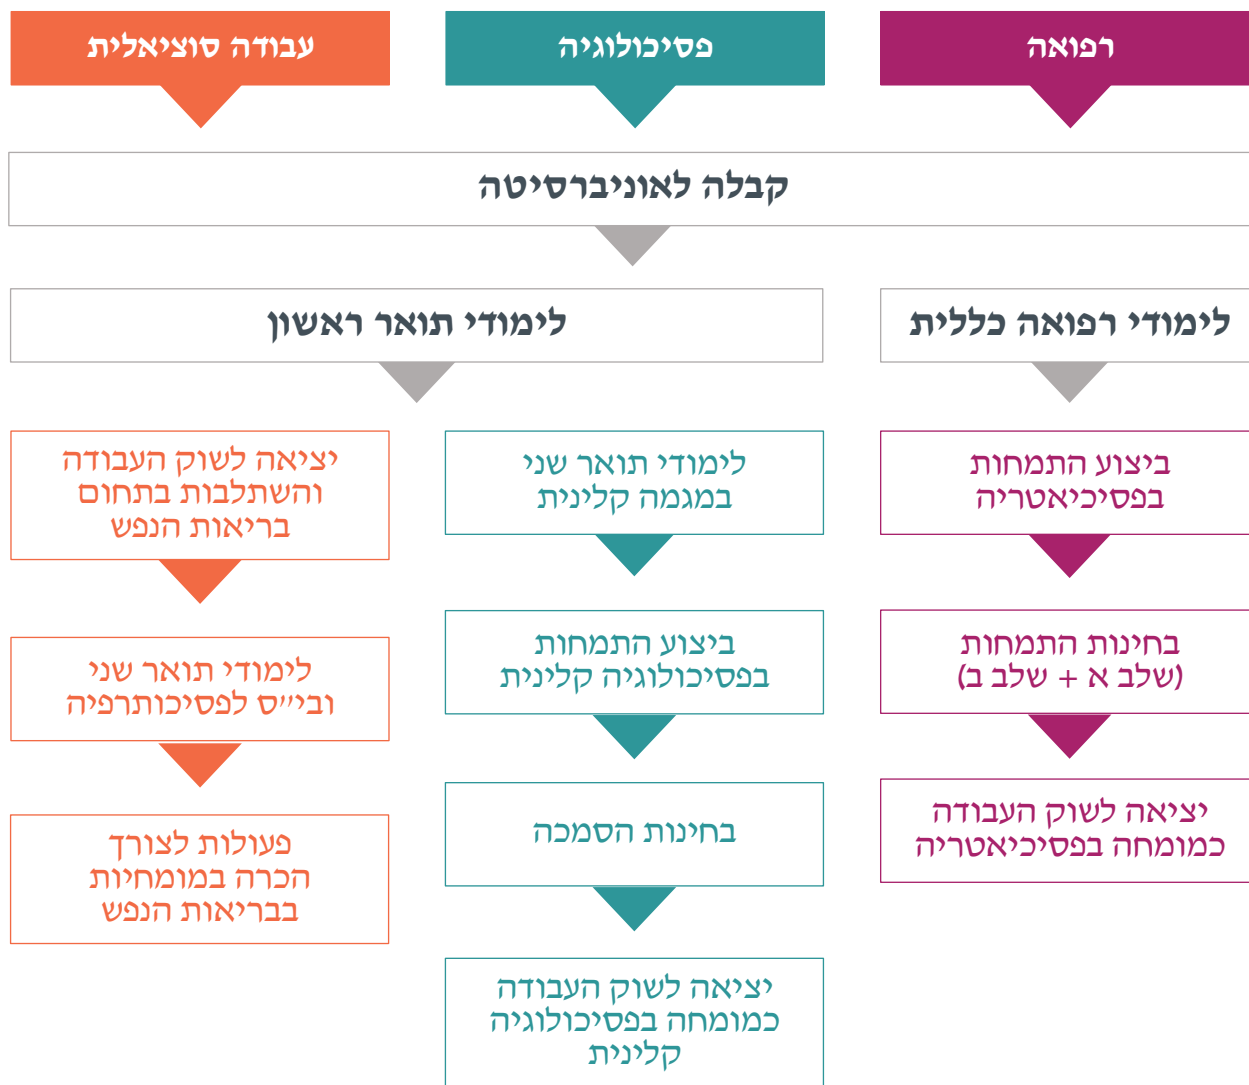 רפואה
פסיכולוגיה
עבודה סוציאלית
קבלה לאוניברסיטה
לימודי רפואה כללית
לימודי תואר ראשון
ביצוע התמחות
בפסיכיאטריה
בחינות התמחות
(שלב א + שלב ב)
יציאה לשוק העבודה
כמומחה בפסיכיאטריה
לימודי תואר שני
במגמה קלינית
ביצוע התמחות
בפסיכולוגיה קלינית
בחינות הסמכה
יציאה לשוק העבודה
כמומחה בפסיכולוגיה
קלינית
יציאה לשוק העבודה
והשתלבות בתחום
בריאות הנפש
לימודי תואר שני
ובי״ס לפסיכותרפיה
פעולות לצורך
הכרה במומחיות
בבריאות הנפש